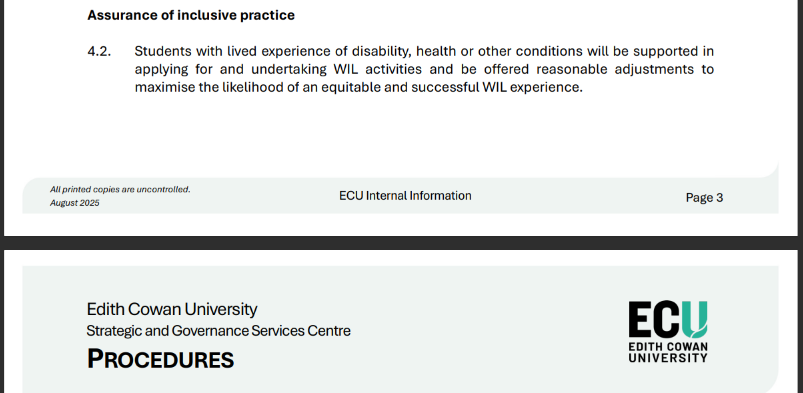 Assurance of inclusive practice
4.2. Students with lived experience of disability, health or other conditions will be supported in
applying for and undertaking WIL activities and be offered reasonable adjustments to
maximise the likelihood of an equitable and successful WIL experience.
All printed copies are uncontrolled.
August 2025
ECU Internal Information
Page 3
Edith Cowan University
Strategic and Governance Services Centre
PROCEDURES
ECU
EDITH COWAN
UNIVERSITY